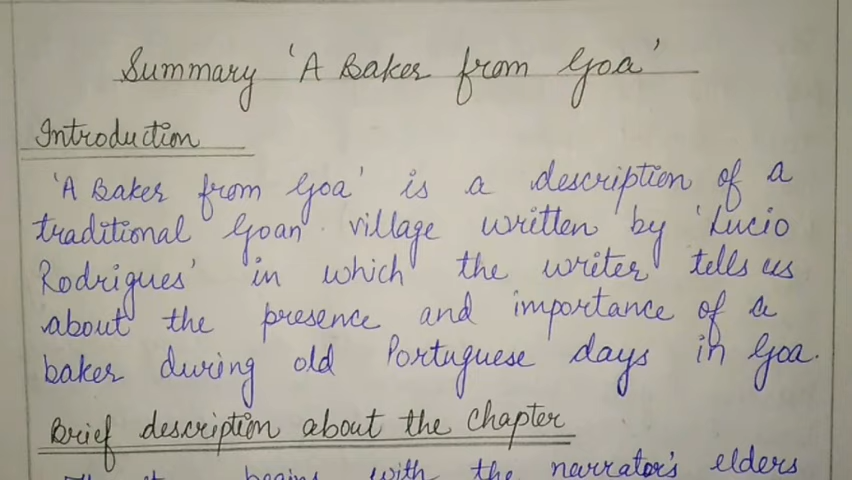 Summary 'A Baker from Goa'
Introduction
'A Baker from Goa' is a description of a
traditional Goan village written by 'Lucio
Rodrigues' in which the writer tells us
about the presence and importance of a
baker during old Portuguese days in Goa.
Brief description about the Chapter
begins with the narrator's elders